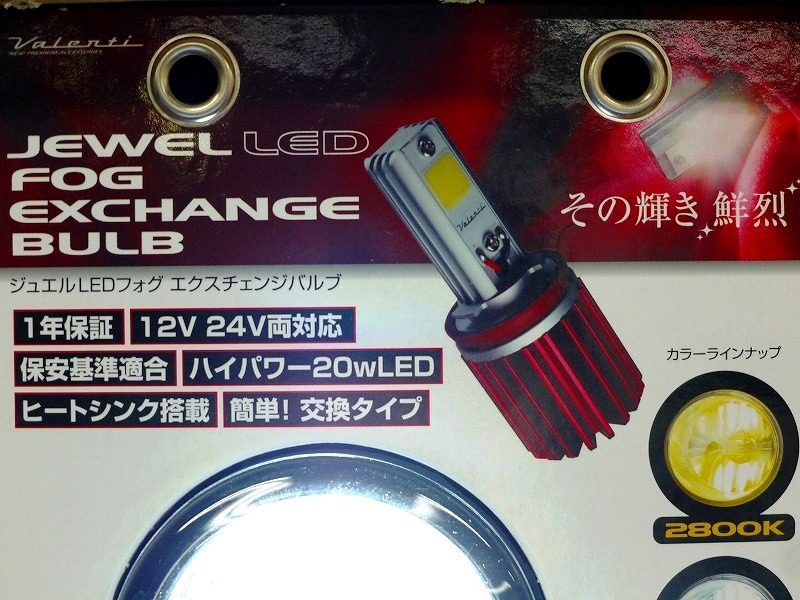 Valenti
NEW PREMIUM ACCESSORIES
JEWEL LED
FOG
EXCHANGE
BULB
Valenti
その輝き 鮮烈
ジュエルLEDフォグ エクスチェンジバルブ
1年保証 12V 24V両対応
保安基準適合 ハイパワー20wLED
ヒートシンク搭載 簡単! 交換タイプ
カラーラインナップ
2800K